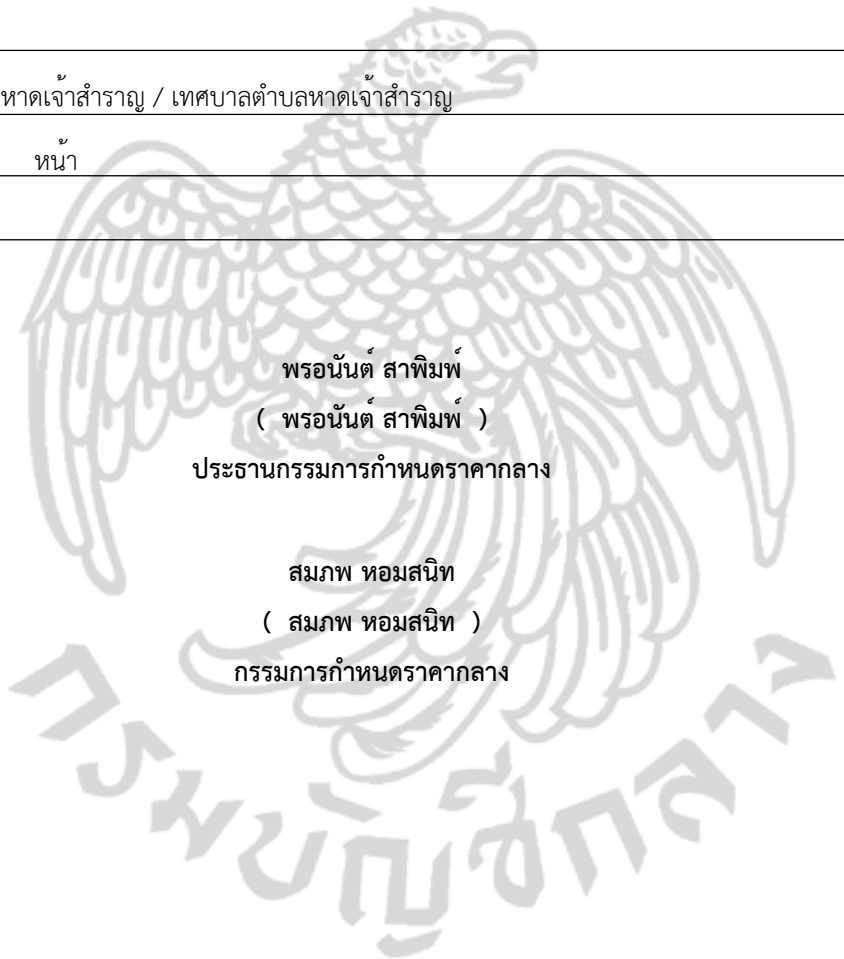 หาดเจ้าสำราญ / เทศบาลตำบลหาดเจ้าสำราญ
หน้า
พรอนันต์ สาพิมพ์
( พรอนันต์ สาพิมพ์ )
ประธานกรรมการกำหนดราคากลาง
สมภพ หอมสนิท
( สมภพ หอมสนิท )
กรรมการกำหนดราคากลาง
กรมบัญชีกลาง